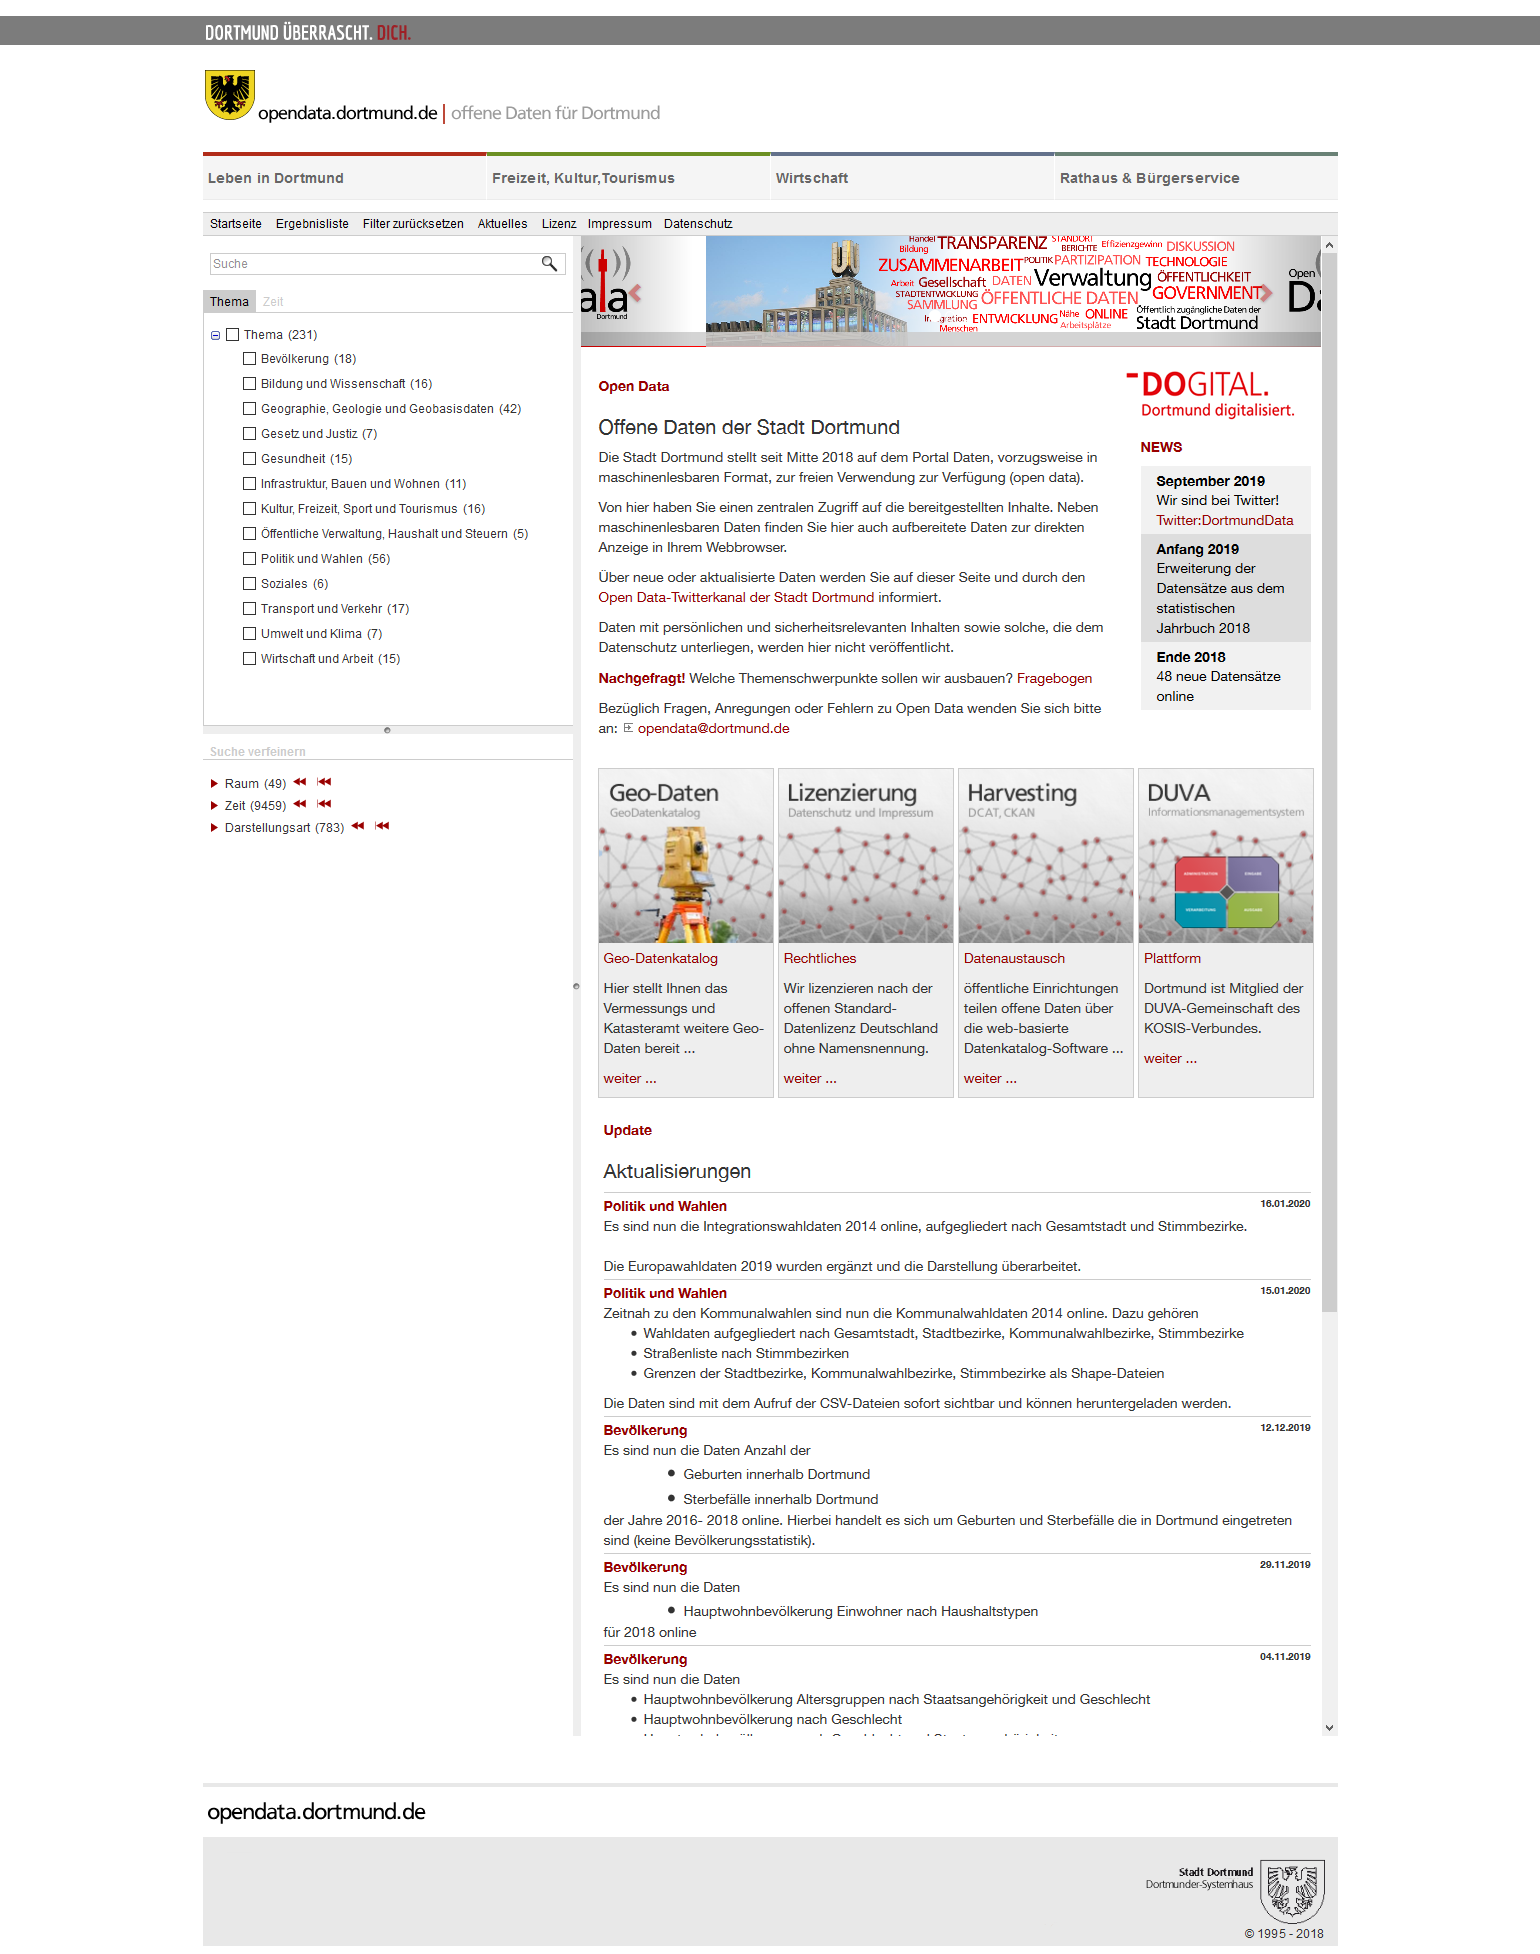 DORTMUND ÜBERRASCHT. DICH.
opendata.dortmund.de | offene Daten für Dortmund
Leben in Dortmund
Freizeit, Kultur,Tourismus
Wirtschaft
Rathaus & Bürgerservice
Startseite Ergebnisliste Filter zurücksetzen Aktuelles Lizenz Impressum Datenschutz
Suche
Thema Zeit
Thema (231)
Bevölkerung (18)
Bildung und Wissenschaft (16)
Geographie, Geologie und Geobasisdaten (42)
Gesetz und Justiz (7)
Gesundheit (15)
Infrastruktur, Bauen und Wohnen (11)
Kultur, Freizeit, Sport und Tourismus (16)
Öffentliche Verwaltung, Haushalt und Steuern (5)
Politik und Wahlen (56)
Soziales (6)
Transport und Verkehr (17)
Umwelt und Klima (7)
Wirtschaft und Arbeit (15)
Suche verfeinern
Raum (49)
Zeit (9459)
Darstellungsart (783)
ala
Dortmund
Handel TRANSPARENZ STANDORT
Bildung BERICHTE Effizienzgewinn DISKUSSION
ZUSAMMENARBEIT POLITIK PARTIZIPATION TECHNOLOGIE
Arbeit Gesellschaft DATEN Verwaltung ÖFFENTLICHKEIT
STADTENTWICKLUNG ÖFFENTLICHE DATEN GOVERNMENT
SAMMLUNG Nähe ONLINE Öffentlich zugängliche Daten der
ENTWICKLUNG Arbeitsplätze Stadt Dortmund
Menschen
Open
Da
Open Data
Offene Daten der Stadt Dortmund
Die Stadt Dortmund stellt seit Mitte 2018 auf dem Portal Daten, vorzugsweise in
maschinenlesbaren Format, zur freien Verwendung zur Verfügung (open data).
Von hier haben Sie einen zentralen Zugriff auf die bereitgestellten Inhalte. Neben
maschinenlesbaren Daten finden Sie hier auch aufbereitete Daten zur direkten
Anzeige in Ihrem Webbrowser.
Über neue oder aktualisierte Daten werden Sie auf dieser Seite und durch den
Open Data-Twitterkanal der Stadt Dortmund informiert.
Daten mit persönlichen und sicherheitsrelevanten Inhalten sowie solche, die dem
Datenschutz unterliegen, werden hier nicht veröffentlicht.
Nachgefragt! Welche Themenschwerpunkte sollen wir ausbauen? Fragebogen
Bezüglich Fragen, Anregungen oder Fehlern zu Open Data wenden Sie sich bitte
an: opendata@dortmund.de
DOGITAL.
Dortmund digitalisiert.
NEWS
September 2019
Wir sind bei Twitter!
Twitter:DortmundData
Anfang 2019
Erweiterung der
Datensätze aus dem
statistischen
Jahrbuch 2018
Ende 2018
48 neue Datensätze
online
Geo-Daten
GeoDatenkatalog
Geo-Datenkatalog
Hier stellt Ihnen das
Vermessungs und
Katasteramt weitere Geo-
Daten bereit ...
weiter ...
Lizenzierung
Datenschutz und Impressum
Rechtliches
Wir lizenzieren nach der
offenen Standard-
Datenlizenz Deutschland
ohne Namensnennung.
weiter ...
Harvesting
DCAT, CKAN
Datenaustausch
öffentliche Einrichtungen
teilen offene Daten über
die web-basierte
Datenkatalog-Software ...
weiter ...
DUVA
Informationsmanagementsystem
ADMINISTRATION EINGABE
VERARBEITUNG AUSGABE
Plattform
Dortmund ist Mitglied der
DUVA-Gemeinschaft des
KOSIS-Verbundes.
weiter ...
Update
Aktualisierungen
Politik und Wahlen 16.01.2020
Es sind nun die Integrationswahldaten 2014 online, aufgegliedert nach Gesamtstadt und Stimmbezirke.
Die Europawahldaten 2019 wurden ergänzt und die Darstellung überarbeitet.
Politik und Wahlen 15.01.2020
Zeitnah zu den Kommunalwahlen sind nun die Kommunalwahldaten 2014 online. Dazu gehören
• Wahldaten aufgegliedert nach Gesamtstadt, Stadtbezirke, Kommunalwahlbezirke, Stimmbezirke
• Straßenliste nach Stimmbezirken
• Grenzen der Stadtbezirke, Kommunalwahlbezirke, Stimmbezirke als Shape-Dateien
Die Daten sind mit dem Aufruf der CSV-Dateien sofort sichtbar und können heruntergeladen werden.
Bevölkerung 12.12.2019
Es sind nun die Daten Anzahl der
• Geburten innerhalb Dortmund
• Sterbefälle innerhalb Dortmund
der Jahre 2016- 2018 online. Hierbei handelt es sich um Geburten und Sterbefälle die in Dortmund eingetreten
sind (keine Bevölkerungsstatistik).
Bevölkerung 29.11.2019
Es sind nun die Daten
• Hauptwohnbevölkerung Einwohner nach Haushaltstypen
für 2018 online
Bevölkerung 04.11.2019
Es sind nun die Daten
• Hauptwohnbevölkerung Altersgruppen nach Staatsangehörigkeit und Geschlecht
• Hauptwohnbevölkerung nach Geschlecht
opendata.dortmund.de
Stadt Dortmund
Dortmunder-Systemhaus
© 1995 - 2018